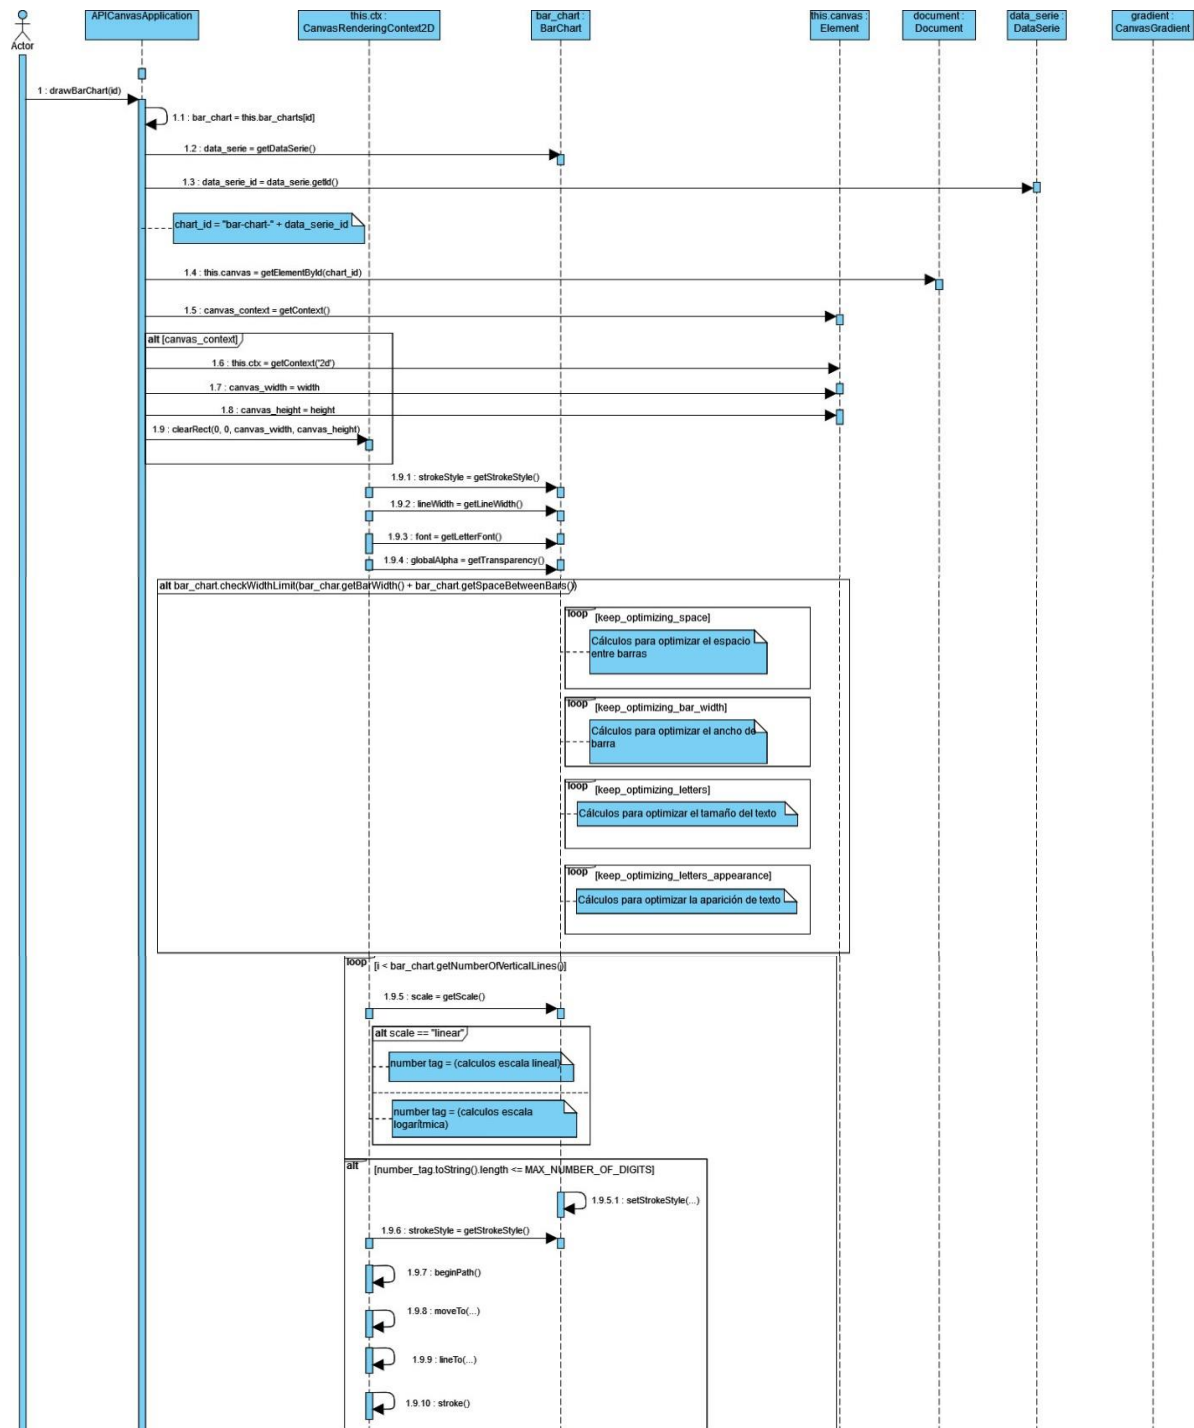 Actor
APICanvasApplication
this.ctx :
CanvasRenderingContext2D
bar_chart :
BarChart
this.canvas :
Element
document :
Document
data_serie :
DataSerie
gradient :
CanvasGradient
1 : drawBarChart(id)
1.1 : bar_chart = this.bar_charts[id]
1.2 : data_serie = getDataSerie()
1.3 : data_serie_id = data_serie.getId()
chart_id = "bar-chart-" + data_serie_id
1.4 : this.canvas = getElementById(chart_id)
1.5 : canvas_context = getContext()
alt [canvas_context]
1.6 : this.ctx = getContext("2d")
1.7 : canvas_width = width
1.8 : canvas_height = height
1.9 : clearRect(0, 0, canvas_width, canvas_height)
1.9.1 : strokeStyle = getStrokeStyle()
1.9.2 : lineWidth = getLineWidth()
1.9.3 : font = getLetterFont()
1.9.4 : globalAlpha = getTransparency()
alt bar_chart.checkWidthLimit(bar_char.getBarWidth() + bar_chart.getSpaceBetweenBars())
loop [keep_optimizing_space]
Cálculos para optimizar el espacio
entre barras
loop [keep_optimizing_bar_width]
Cálculos para optimizar el ancho de
barra
loop [keep_optimizing_letters]
Cálculos para optimizar el tamaño del texto
loop [keep_optimizing_letters_appearance]
Cálculos para optimizar la aparición de texto
loop [i < bar_chart.getNumberOfVerticalLines()]
1.9.5 : scale = getScale()
alt scale == "linear"
number tag = (calculos escala lineal)
number tag = (calculos escala
logarítmica)
alt [number_tag.toString().length <= MAX_NUMBER_OF_DIGITS]
1.9.5.1 : setStrokeStyle(...)
1.9.6 : strokeStyle = getStrokeStyle()
1.9.7 : beginPath()
1.9.8 : moveTo(...)
1.9.9 : lineTo(...)
1.9.10 : stroke()